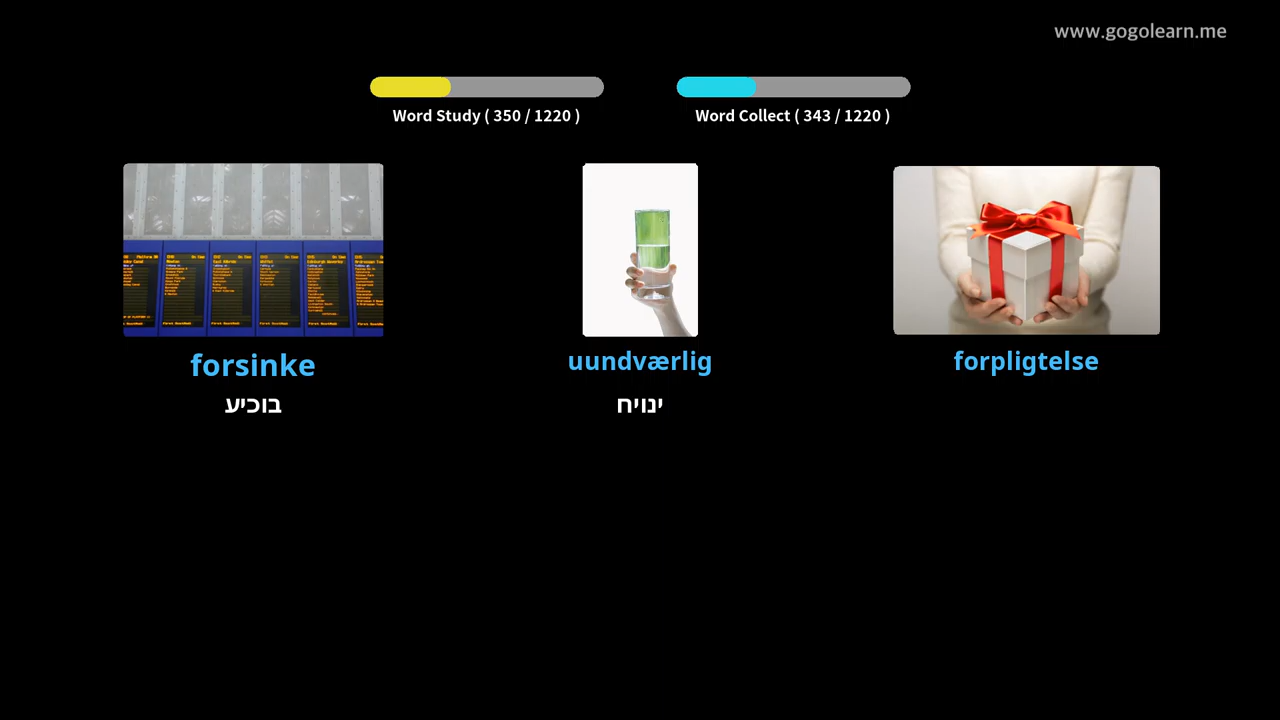 www.gogolearn.me
Word Study ( 350 / 1220 )
Word Collect ( 343 / 1220 )
forsinke
uundværlig
forpligtelse
בוכיע
ינויח